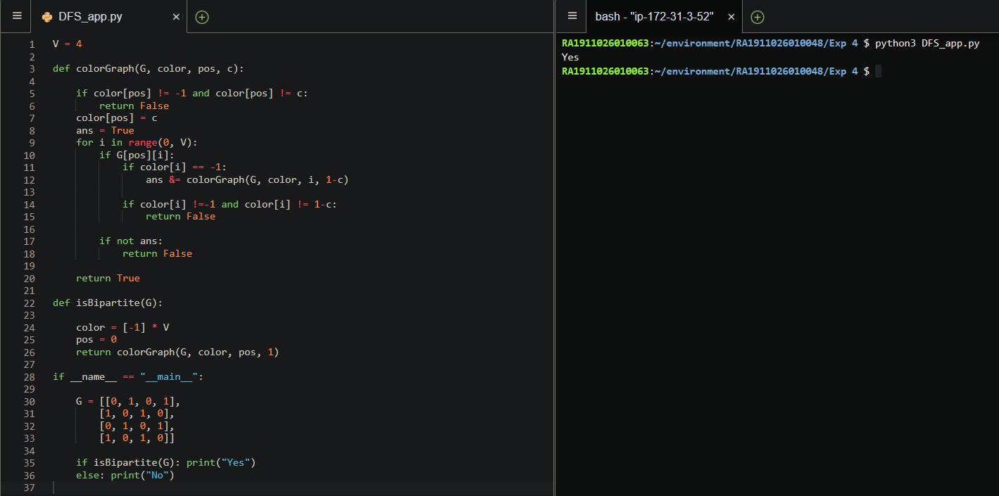 DFS_app.py
1 V = 4
2
3 def colorGraph(G, color, pos, c):
4
5     if color[pos] != -1 and color[pos] != c:
6         return False
7     color[pos] = c
8     ans = True
9     for i in range(0, V):
10         if G[pos][i]:
11             if color[i] == -1:
12                 ans &= colorGraph(G, color, i, 1-c)
13
14             if color[i] !=-1 and color[i] != 1-c:
15                 return False
16
17         if not ans:
18             return False
19
20     return True
21
22 def isBipartite(G):
23
24     color = [-1] * V
25     pos = 0
26     return colorGraph(G, color, pos, 1)
27
28 if __name__ == "__main__":
29
30     G = [[0, 1, 0, 1],
31         [1, 0, 1, 0],
32         [0, 1, 0, 1],
33         [1, 0, 1, 0]]
34
35     if isBipartite(G): print("Yes")
36     else: print("No")
37
bash - "ip-172-31-3-52"
RA1911026010063:~/environment/RA1911026010048/Exp 4 $ python3 DFS_app.py
Yes
RA1911026010063:~/environment/RA1911026010048/Exp 4 $